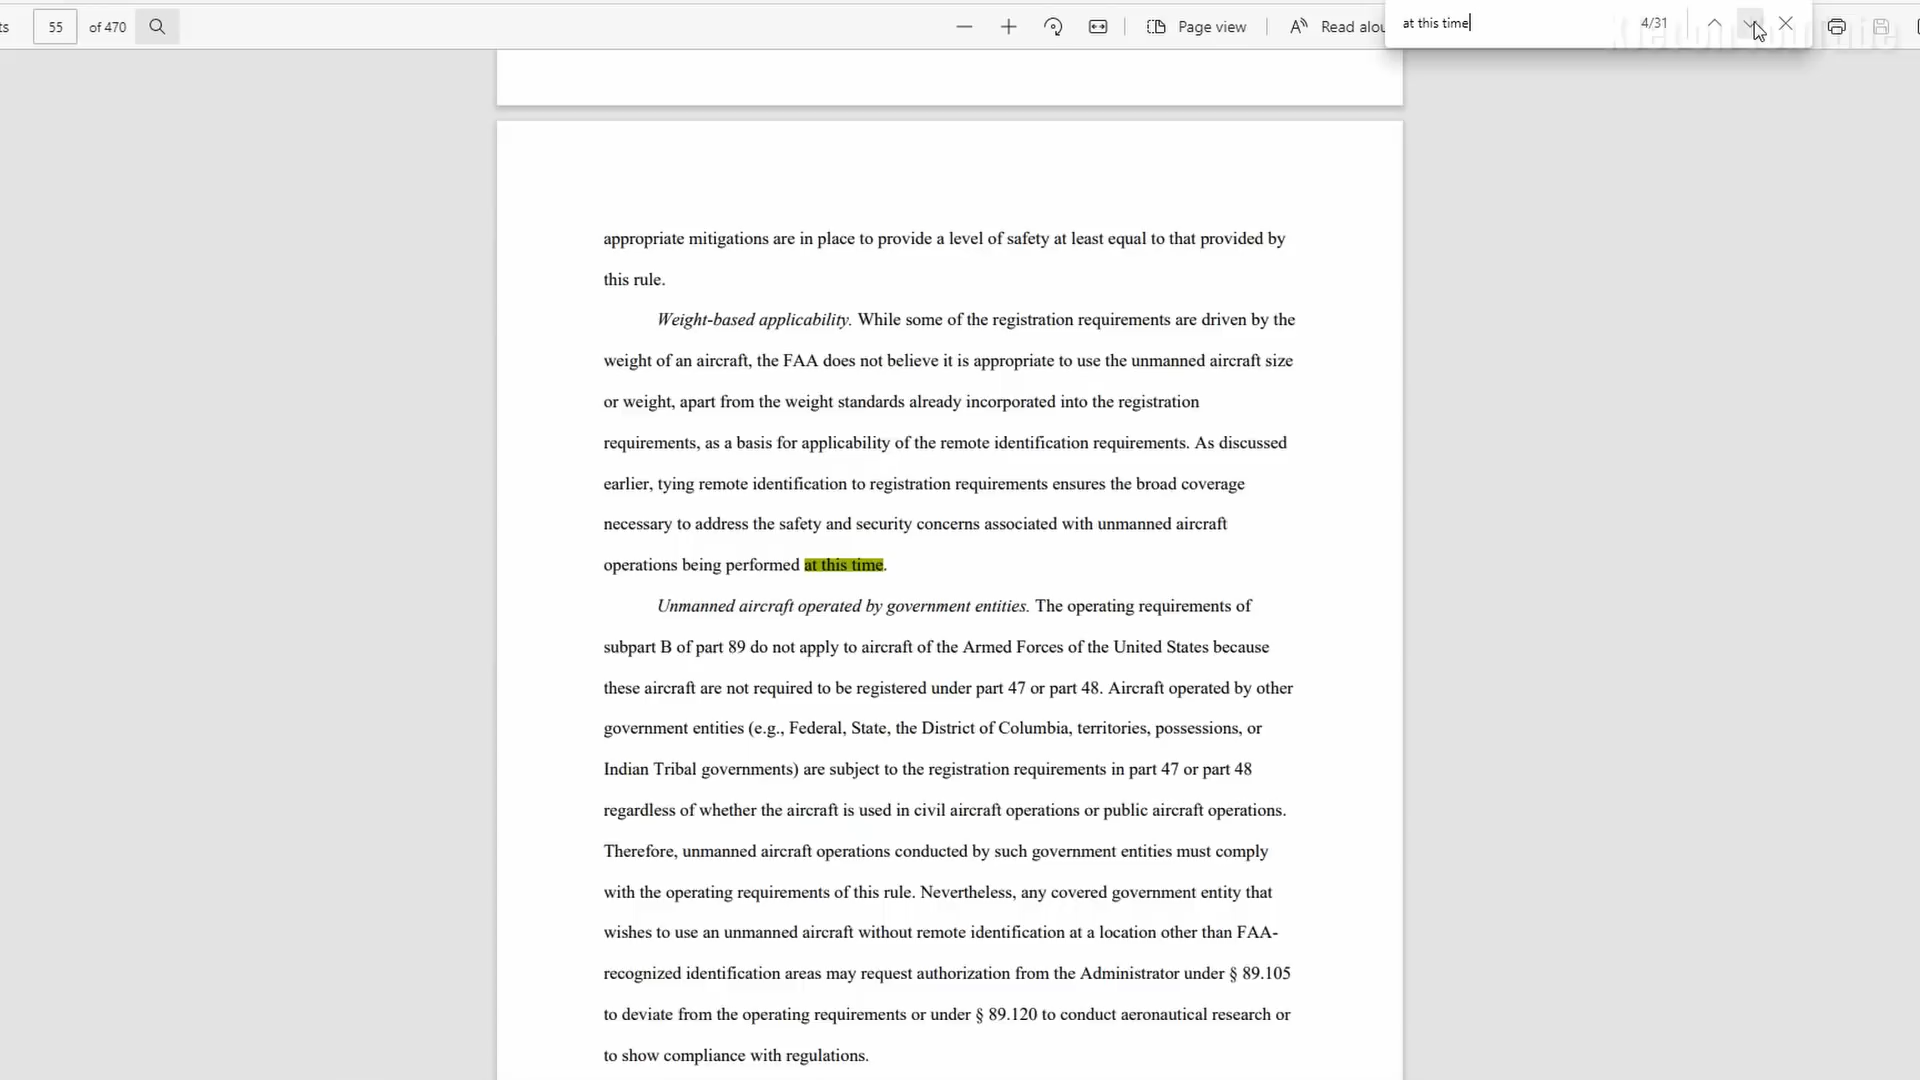 ts 55 of 470 Page view Read alou at this time 4/31
appropriate mitigations are in place to provide a level of safety at least equal to that provided by
this rule.
Weight-based applicability. While some of the registration requirements are driven by the
weight of an aircraft, the FAA does not believe it is appropriate to use the unmanned aircraft size
or weight, apart from the weight standards already incorporated into the registration
requirements, as a basis for applicability of the remote identification requirements. As discussed
earlier, tying remote identification to registration requirements ensures the broad coverage
necessary to address the safety and security concerns associated with unmanned aircraft
operations being performed at this time.
Unmanned aircraft operated by government entities. The operating requirements of
subpart B of part 89 do not apply to aircraft of the Armed Forces of the United States because
these aircraft are not required to be registered under part 47 or part 48. Aircraft operated by other
government entities (e.g., Federal, State, the District of Columbia, territories, possessions, or
Indian Tribal governments) are subject to the registration requirements in part 47 or part 48
regardless of whether the aircraft is used in civil aircraft operations or public aircraft operations.
Therefore, unmanned aircraft operations conducted by such government entities must comply
with the operating requirements of this rule. Nevertheless, any covered government entity that
wishes to use an unmanned aircraft without remote identification at a location other than FAA-
recognized identification areas may request authorization from the Administrator under § 89.105
to deviate from the operating requirements or under § 89.120 to conduct aeronautical research or
to show compliance with regulations.